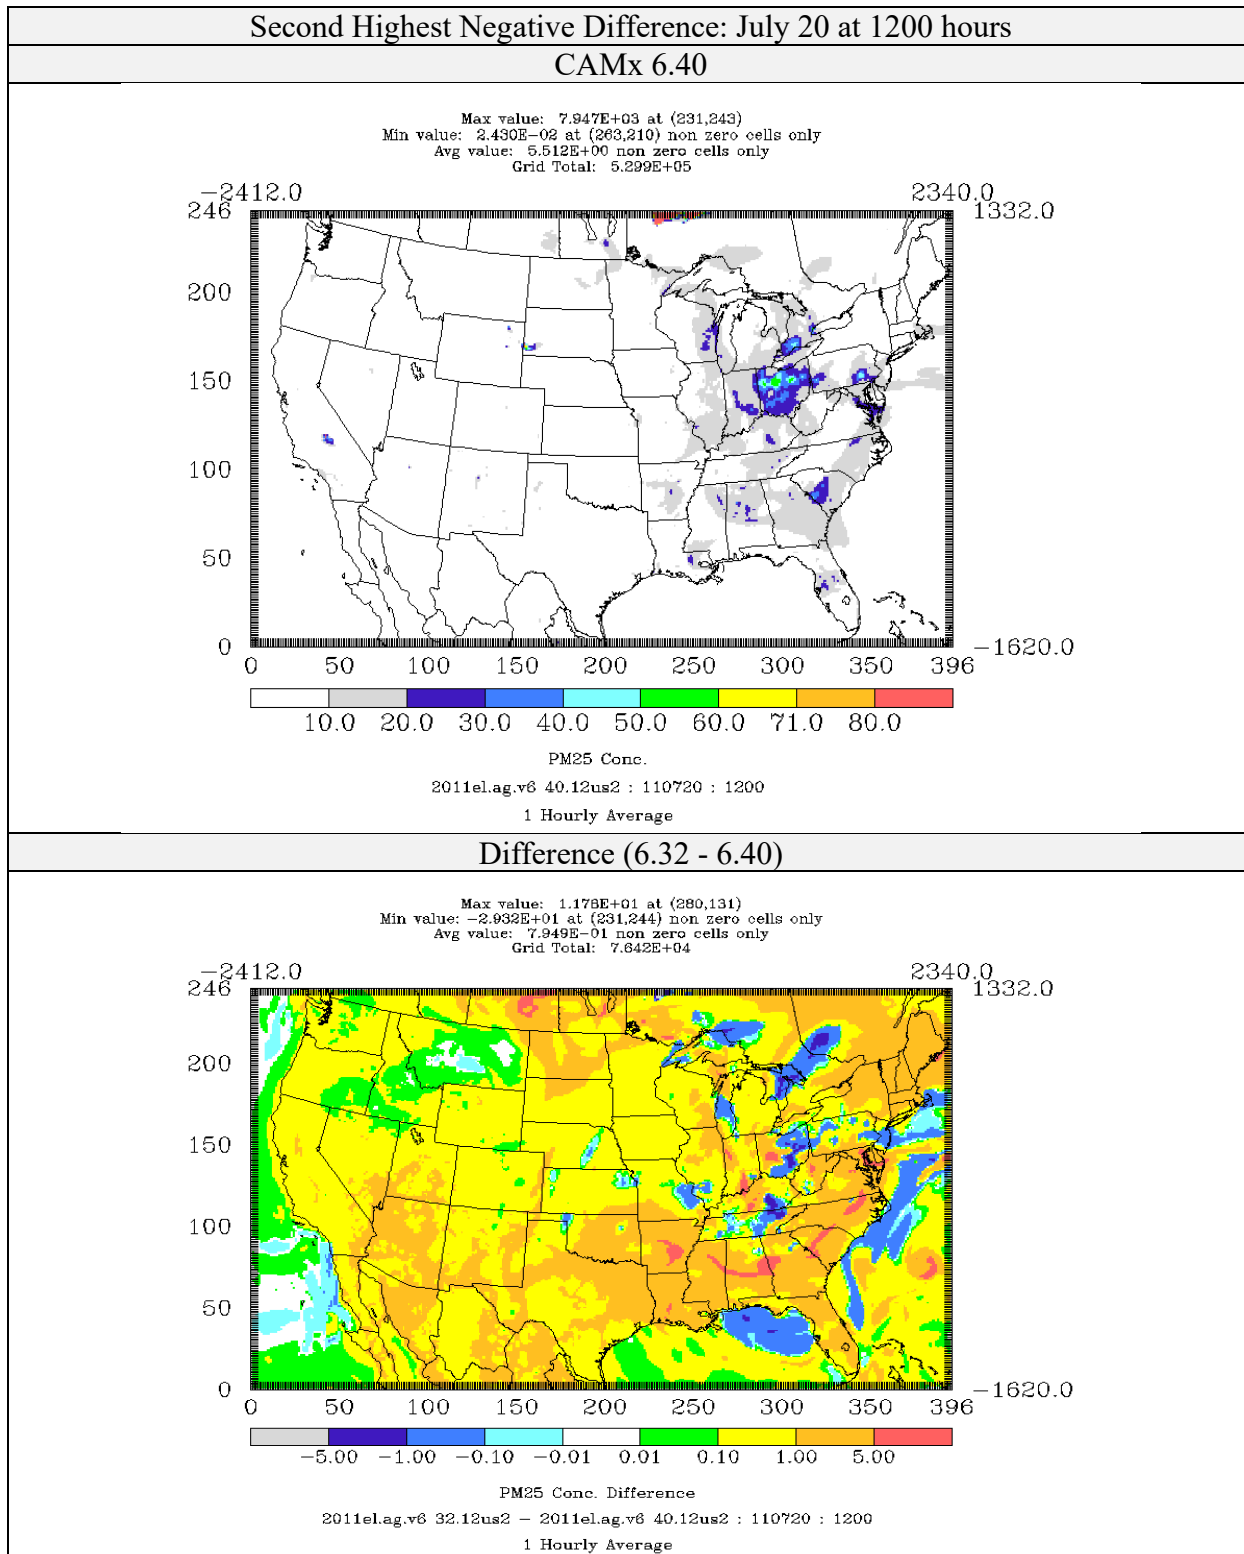 Second Highest Negative Difference: July 20 at 1200 hours
CAMx 6.40
Max value: 7.947E+03 at (231,243)
Min value: 2.430E-02 at (263,210) non zero cells only
Avg value: 5.512E+00 non zero cells only
Grid Total: 5.299E+05
-2412.0 2340.0
246 1332.0
200
150
100
50
0 -1620.0
0 50 100 150 200 250 300 350 396
10.0 20.0 30.0 40.0 50.0 60.0 71.0 80.0
PM25 Conc.
2011el.ag.v6 40.12us2 : 110720 : 1200
1 Hourly Average
Difference (6.32 - 6.40)
Max value: 1.176E+01 at (280,131)
Min value: -2.932E+01 at (231,244) non zero cells only
Avg value: 7.949E-01 non zero cells only
Grid Total: 7.642E+04
-2412.0 2340.0
246 1332.0
200
150
100
50
0 -1620.0
0 50 100 150 200 250 300 350 396
-5.00 -1.00 -0.10 -0.01 0.01 0.10 1.00 5.00
PM25 Conc. Difference
2011el.ag.v6 32.12us2 - 2011el.ag.v6 40.12us2 : 110720 : 1200
1 Hourly Average